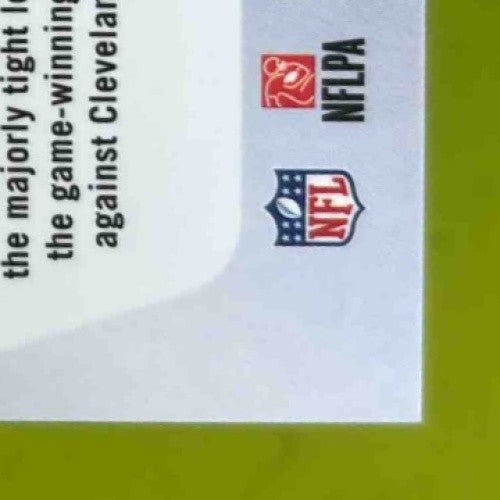 the majorly tight
the game-winning
against
NFLPA
NFL